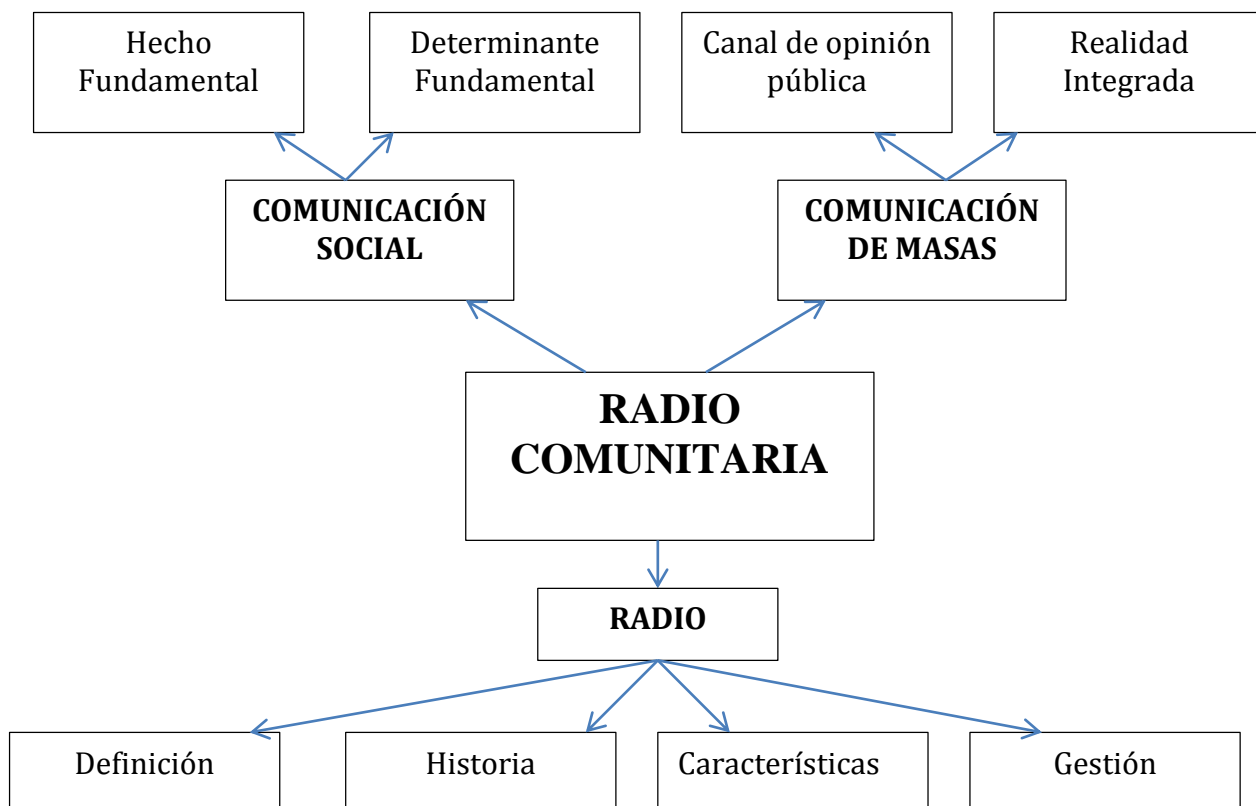 Hecho
Fundamental
Determinante
Fundamental
Canal de opinión
pública
Realidad
Integrada
COMUNICACIÓN
SOCIAL
COMUNICACIÓN
DE MASAS
RADIO
COMUNITARIA
RADIO
Definición
Historia
Características
Gestión